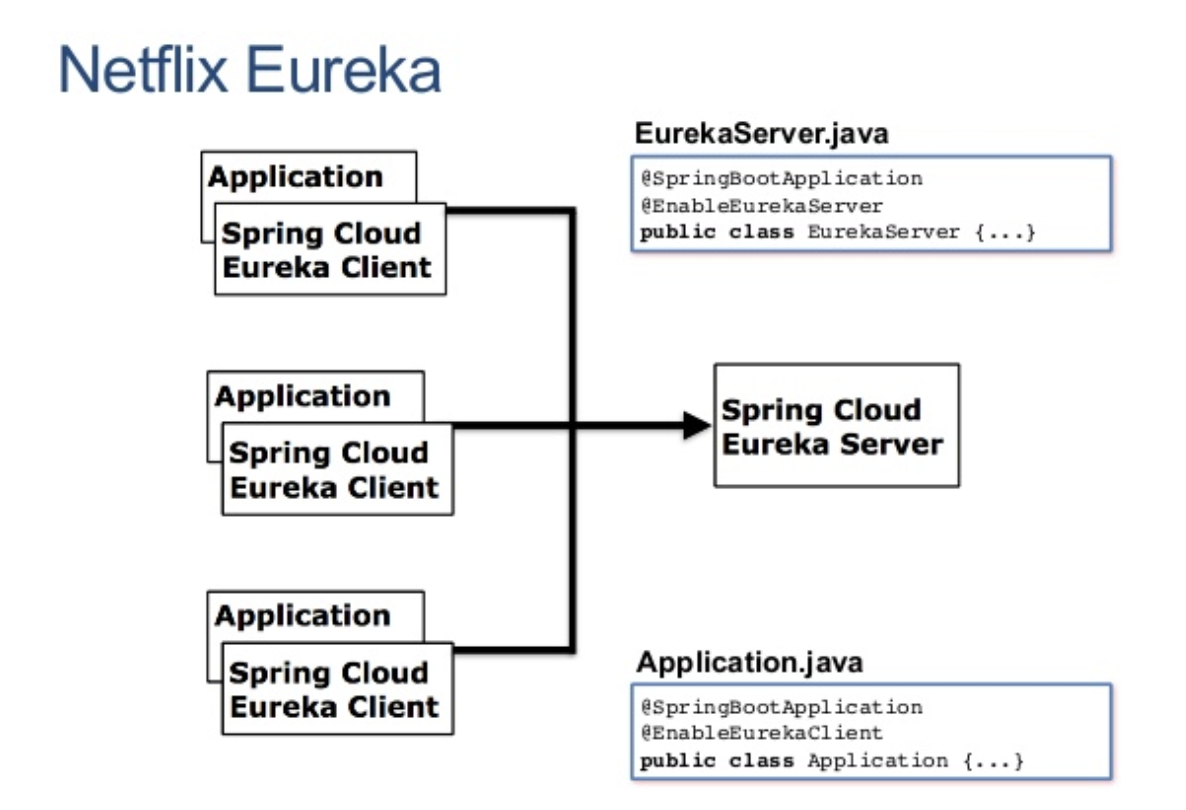 Netflix Eureka
EurekaServer.java
@SpringBootApplication
@EnableEurekaServer
public class EurekaServer {...}
Application
Spring Cloud
Eureka Client
Application
Spring Cloud
Eureka Client
Spring Cloud
Eureka Server
Application
Spring Cloud
Eureka Client
Application.java
@SpringBootApplication
@EnableEurekaClient
public class Application {...}